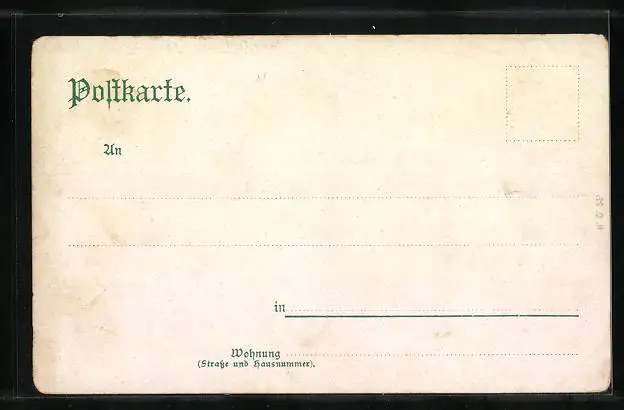 Postkarte.
An
in
Wohnung
(Straße und Hausnummer).